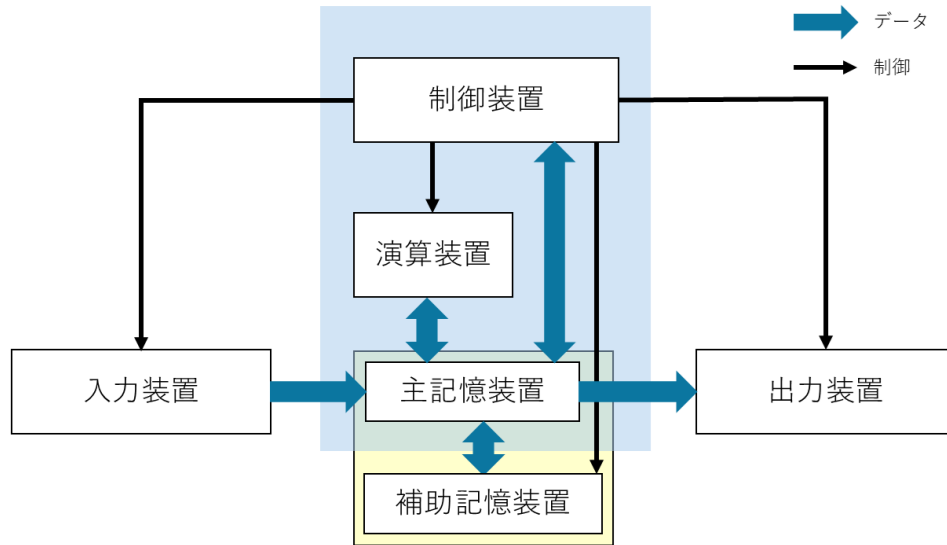 データ
制御
制御装置
演算装置
入力装置
主記憶装置
出力装置
補助記憶装置